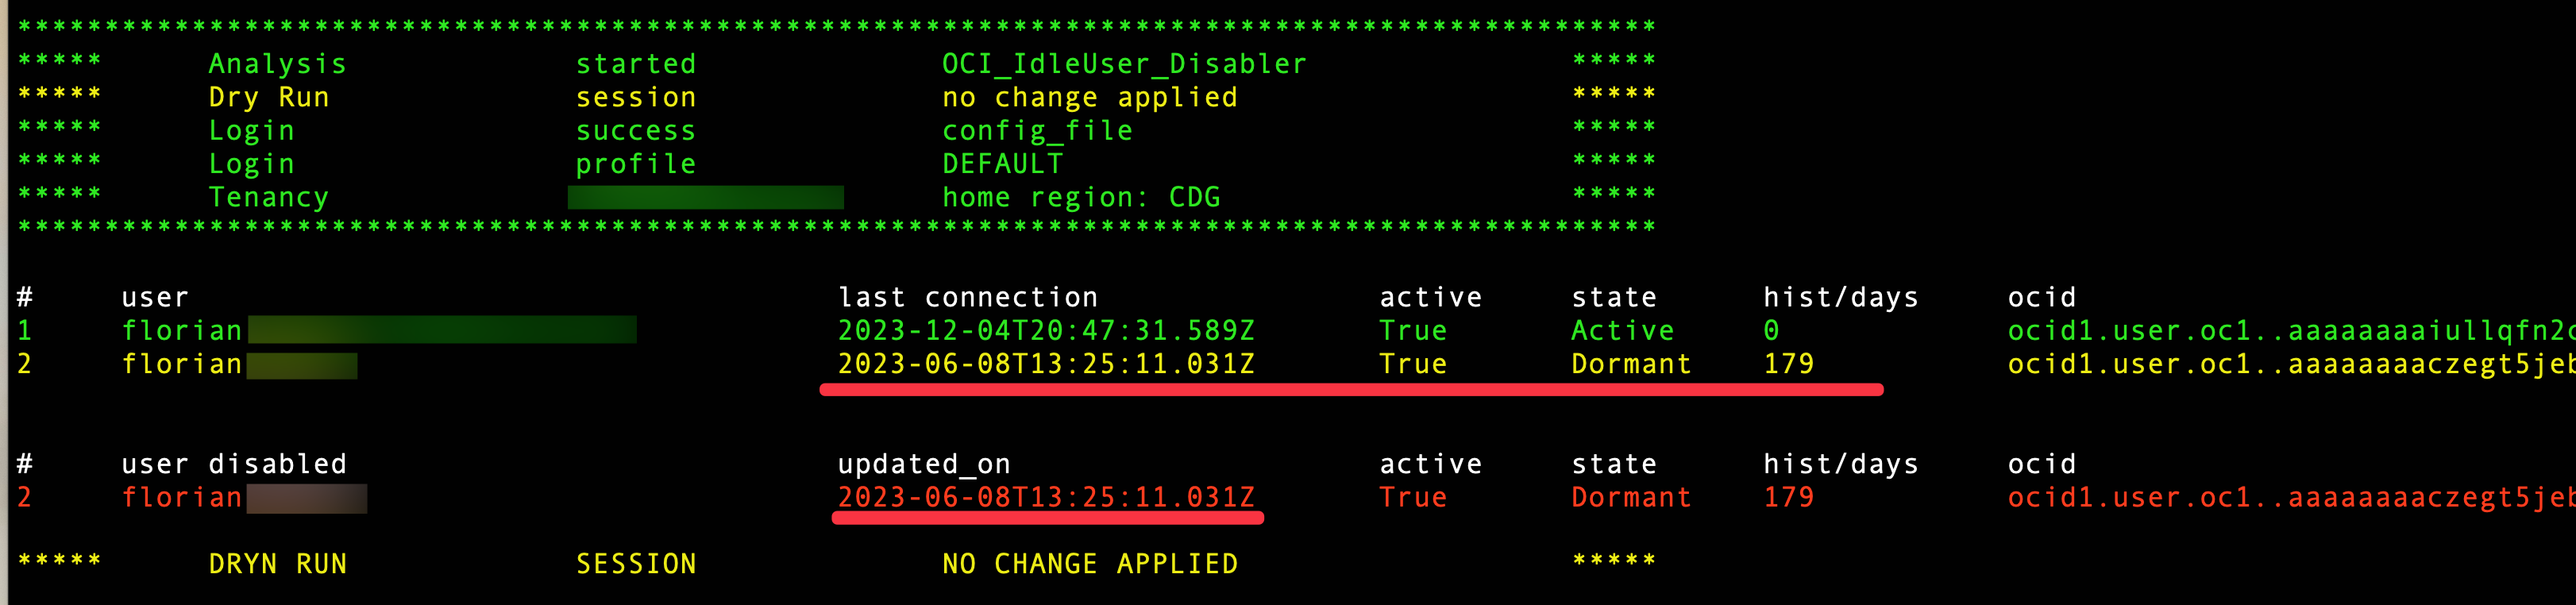 **********************************************************************************************
***** Analysis started OCI_IdleUser_Disabler *****
***** Dry Run session no change applied *****
***** Login success config_file *****
***** Login profile DEFAULT *****
***** Tenancy home region: CDG *****
**********************************************************************************************
# user last connection active state hist/days ocid
1 florian 2023-12-04T20:47:31.589Z True Active 0 ocid1.user.oc1..aaaaaaaaiullqfn2c
2 florian 2023-06-08T13:25:11.031Z True Dormant 179 ocid1.user.oc1..aaaaaaaaczegt5jeb
# user disabled updated_on active state hist/days ocid
2 florian 2023-06-08T13:25:11.031Z True Dormant 179 ocid1.user.oc1..aaaaaaaaczegt5jeb
***** DRYN RUN SESSION NO CHANGE APPLIED *****